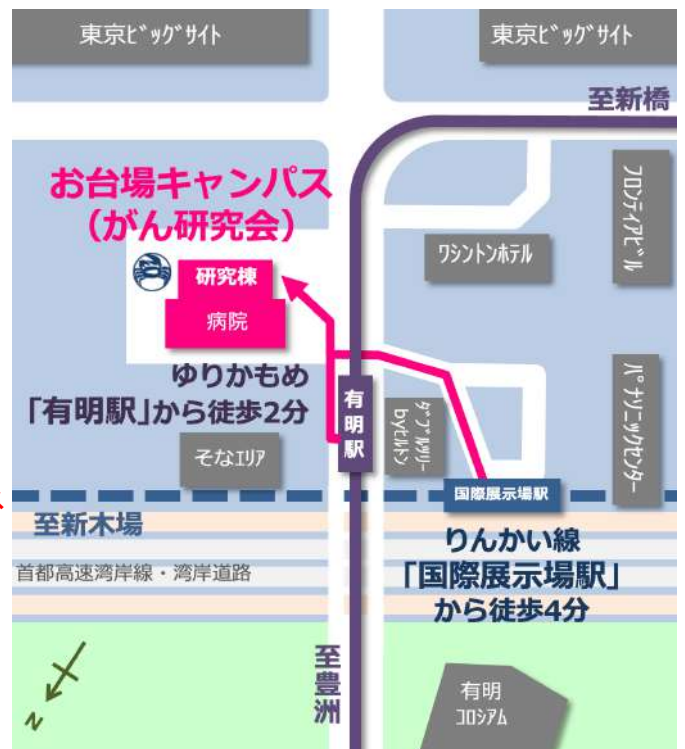 東京ビッグサイト
東京ビッグサイト
至新橋
お台場キャンパス
（がん研究会）
フロンティアビル
ワシントンホテル
研究棟
病院
ゆりかもめ
「有明駅」から徒歩2分
有明駅
ダブルツリー
byヒルトン
パナソニックセンター
そなエリア
国際展示場駅
至新木場
りんかい線
「国際展示場駅」
から徒歩4分
首都高速湾岸線・湾岸道路
至豊洲
N
有明
コロシアム